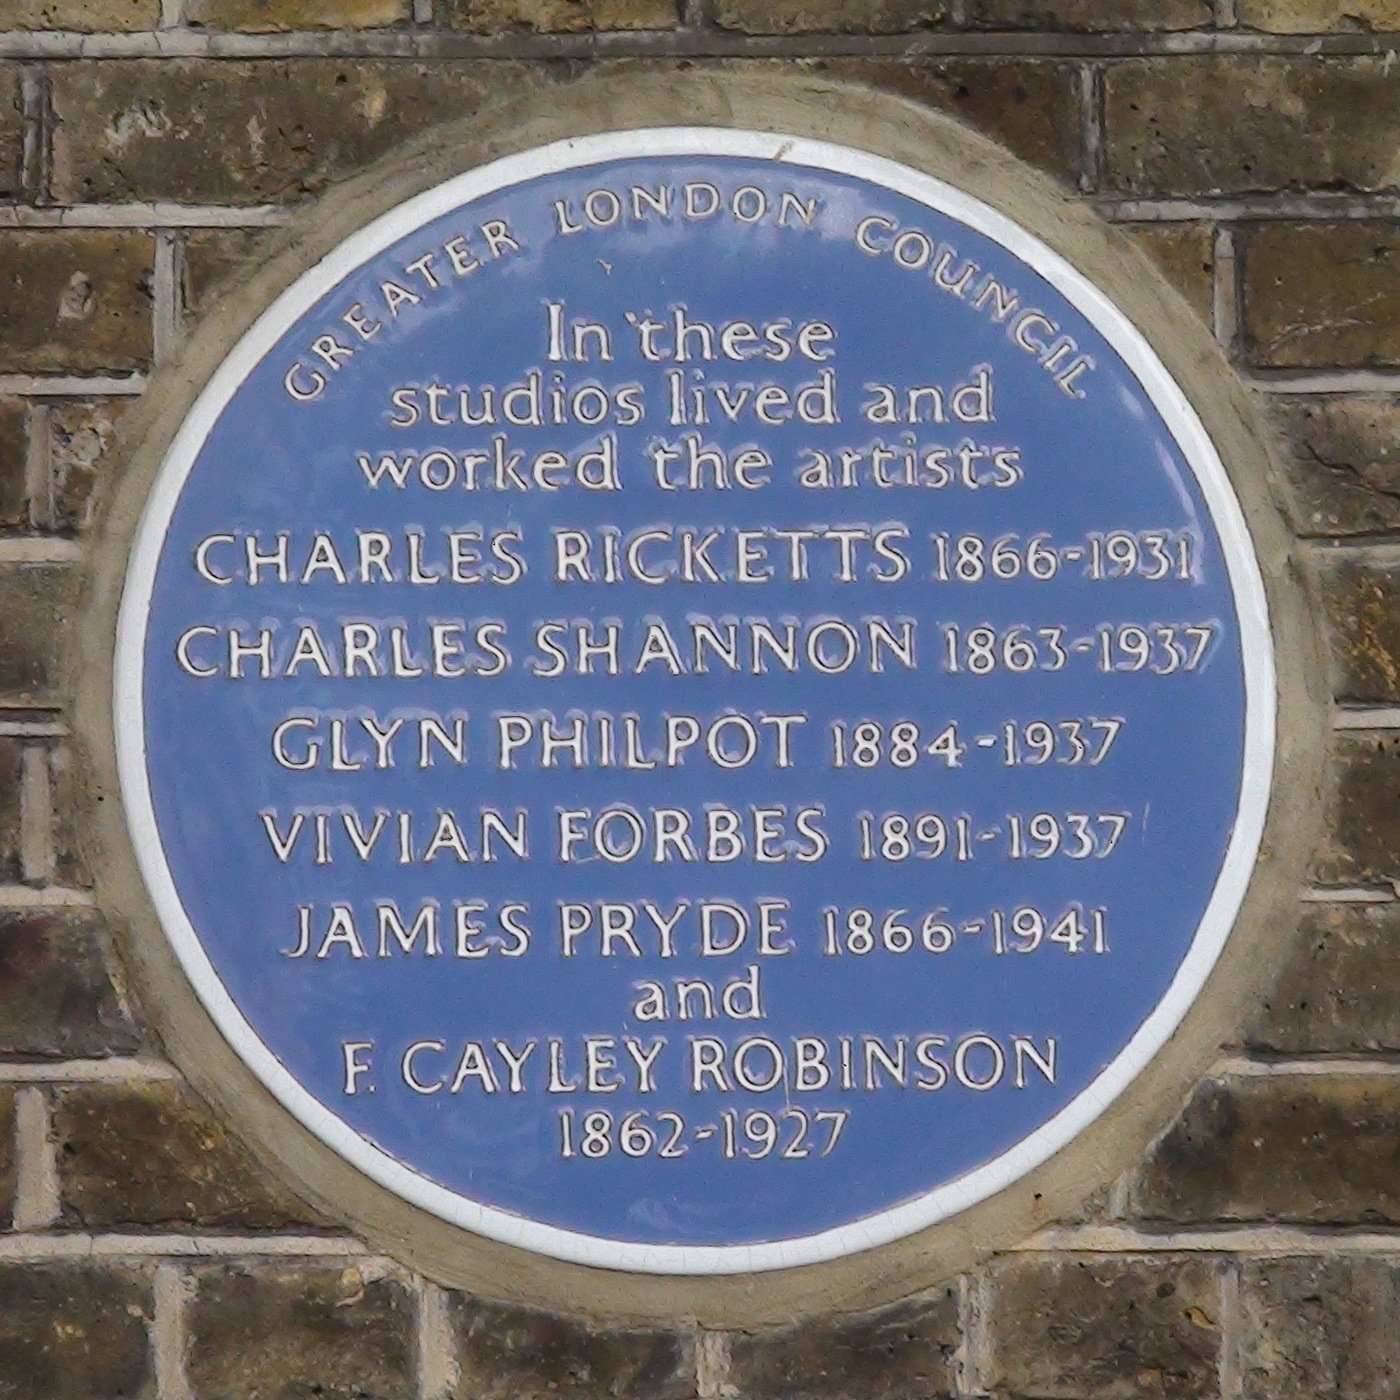 GREATER LONDON COUNCIL
In these
studios lived and
worked the artists
CHARLES RICKETTS 1866-1931
CHARLES SHANNON 1863-1937
GLYN PHILPOT 1884-1937
VIVIAN FORBES 1891-1937
JAMES PRYDE 1866-1941
and
F. CAYLEY ROBINSON
1862-1927